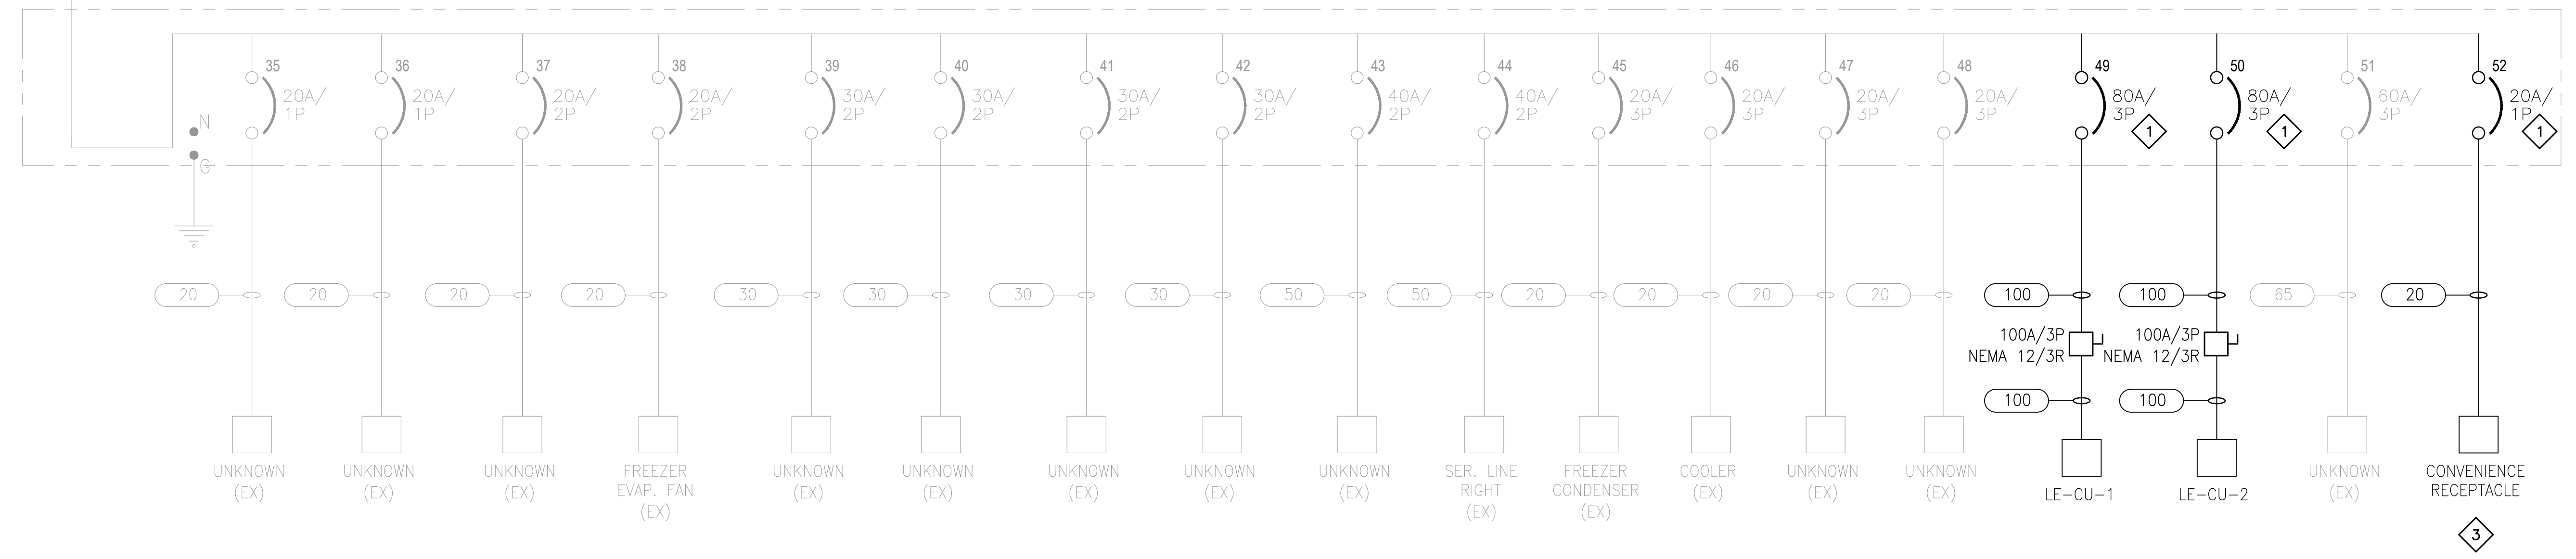 35
20A/
1P
36
20A/
1P
37
20A/
2P
38
20A/
2P
39
30A/
2P
40
30A/
2P
41
30A/
2P
42
30A/
2P
43
40A/
2P
44
40A/
2P
45
20A/
3P
46
20A/
3P
47
20A/
3P
48
20A/
3P
49
80A/
3P
1
50
80A/
3P
1
51
60A/
3P
52
20A/
1P
1
N
G
20
20
20
20
30
30
30
30
50
50
20
20
20
20
100
100
65
20
100A/3P
NEMA 12/3R
100A/3P
NEMA 12/3R
100
100
UNKNOWN
(EX)
UNKNOWN
(EX)
UNKNOWN
(EX)
FREEZER
EVAP. FAN
(EX)
UNKNOWN
(EX)
UNKNOWN
(EX)
UNKNOWN
(EX)
UNKNOWN
(EX)
UNKNOWN
(EX)
SER. LINE
RIGHT
(EX)
FREEZER
CONDENSER
(EX)
COOLER
(EX)
UNKNOWN
(EX)
UNKNOWN
(EX)
LE-CU-1
LE-CU-2
UNKNOWN
(EX)
CONVENIENCE
RECEPTACLE
3